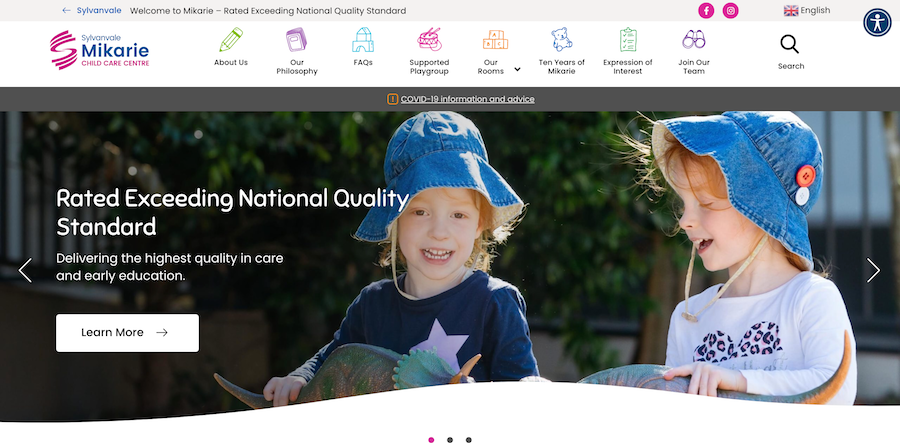 Sylvanvale
Welcome to Mikarie – Rated Exceeding National Quality Standard
English
Sylvanvale
Mikarie
CHILD CARE CENTRE
About Us
Our
Philosophy
FAQs
Supported
Playgroup
Our
Rooms
Ten Years of
Mikarie
Expression of
Interest
Join Our
Team
Search
COVID-19 information and advice
Rated Exceeding National Quality
Standard
Delivering the highest quality in care
and early education.
Learn More